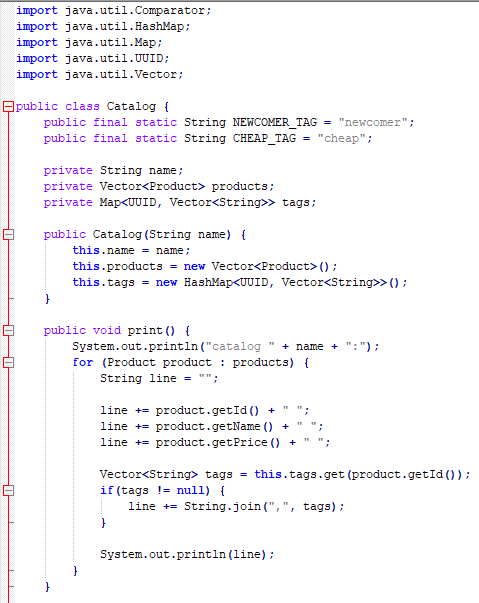 import java.util.Comparator;
import java.util.HashMap;
import java.util.Map;
import java.util.UUID;
import java.util.Vector;

public class Catalog {
    public final static String NEWCOMER_TAG = "newcomer";
    public final static String CHEAP_TAG = "cheap";

    private String name;
    private Vector<Product> products;
    private Map<UUID, Vector<String>> tags;

    public Catalog(String name) {
        this.name = name;
        this.products = new Vector<Product>();
        this.tags = new HashMap<UUID, Vector<String>>();
    }

    public void print() {
        System.out.println("catalog " + name + ":");
        for (Product product : products) {
            String line = "";

            line += product.getId() + " ";
            line += product.getName() + " ";
            line += product.getPrice() + " ";

            Vector<String> tags = this.tags.get(product.getId());
            if(tags != null) {
                line += String.join(",", tags);
            }

            System.out.println(line);
        }
    }